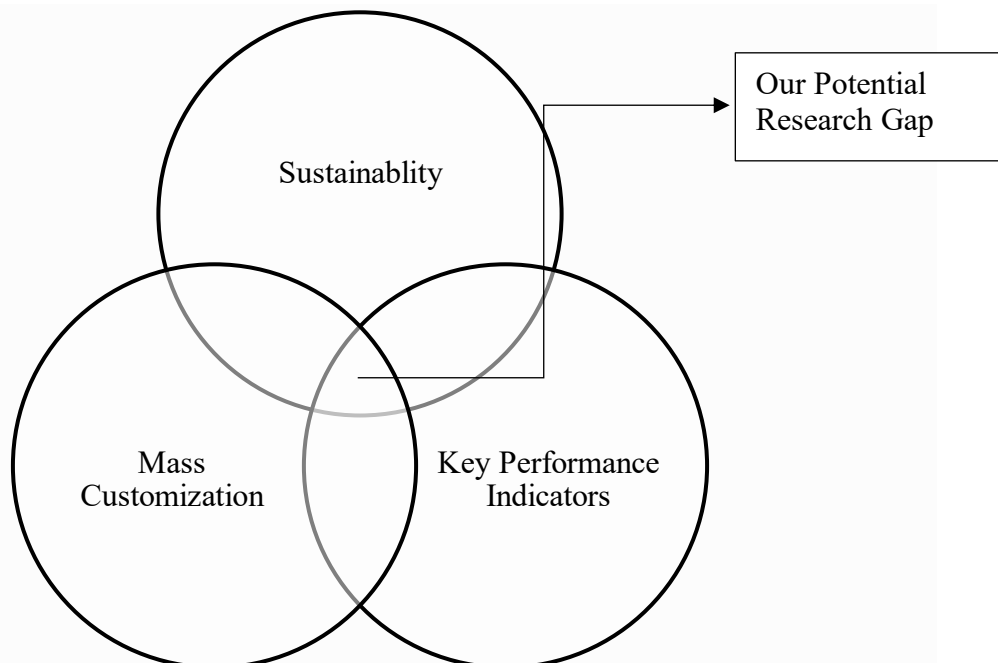 Our Potential
Research Gap
Sustainablity
Mass
Customization
Key Performance
Indicators